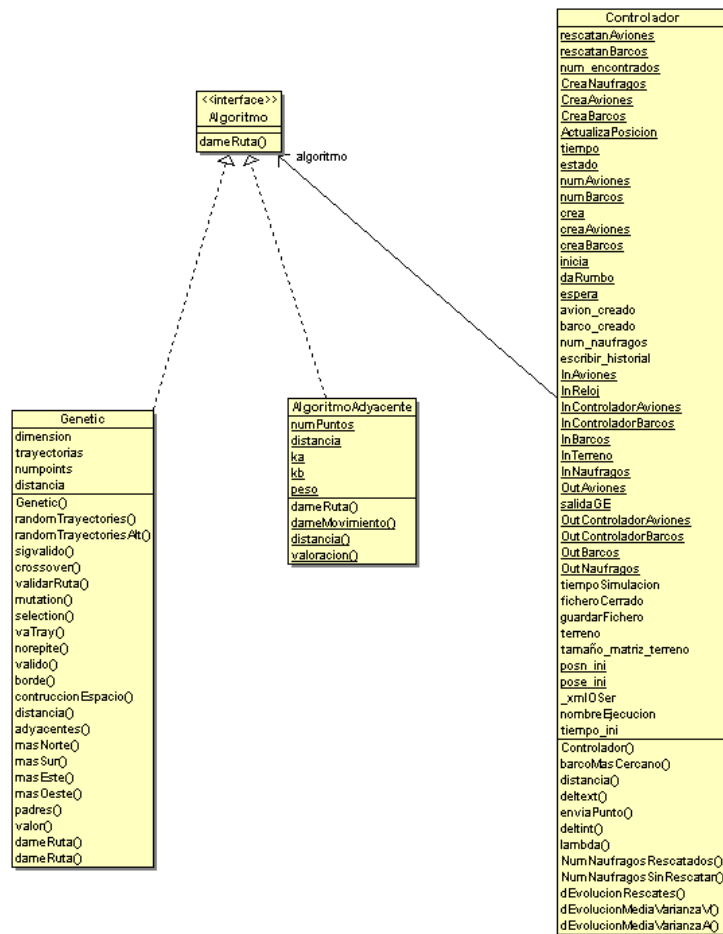 <<interface>>
Algoritmo
dameRuta()
algoritmo
Genetic
dimension
trayectorias
numpoints
distancia
Genetic()
randomTrayectories()
randomTrayectoriesAlt()
sigvalido()
crossover()
validarRuta()
mutation()
selection()
vaTray()
norepite()
valido()
borde()
contruccionEspacio()
distancia()
adyacentes()
masNorte()
masSur()
masEste()
masOeste()
padres()
valor()
dameRuta()
dameRuta()
AlgoritmoAdyacente
numPuntos
distancia
ka
kb
peso
dameRuta()
dameMovimiento()
distancia()
valoracion()
Controlador
rescatanAviones
rescatanBarcos
num_encontrados
CreaNaufragos
CreaAviones
CreaBarcos
ActualizaPosicion
tiempo
estado
numAviones
numBarcos
crea
creaAviones
creaBarcos
inicia
daRumbo
espera
avion_creado
barco_creado
num_naufragos
escribir_historial
InAviones
InReloj
InControladorAviones
InControladorBarcos
InBarcos
InTerreno
InNaufragos
OutAviones
salidaGE
OutControladorAviones
OutControladorBarcos
OutBarcos
OutNaufragos
tiempoSimulacion
ficheroCerrado
guardarFichero
terreno
tamaño_matriz_terreno
posn_ini
pose_ini
_xmlOSer
nombreEjecucion
tiempo_ini
Controlador()
barcoMasCercano()
distancia()
deltext()
enviaPunto()
deltint()
lambda()
NumNaufragosRescatados()
NumNaufragosSinRescatar()
dEvolucionRescates()
dEvolucionMediaVarianzaV()
dEvolucionMediaVarianzaA()